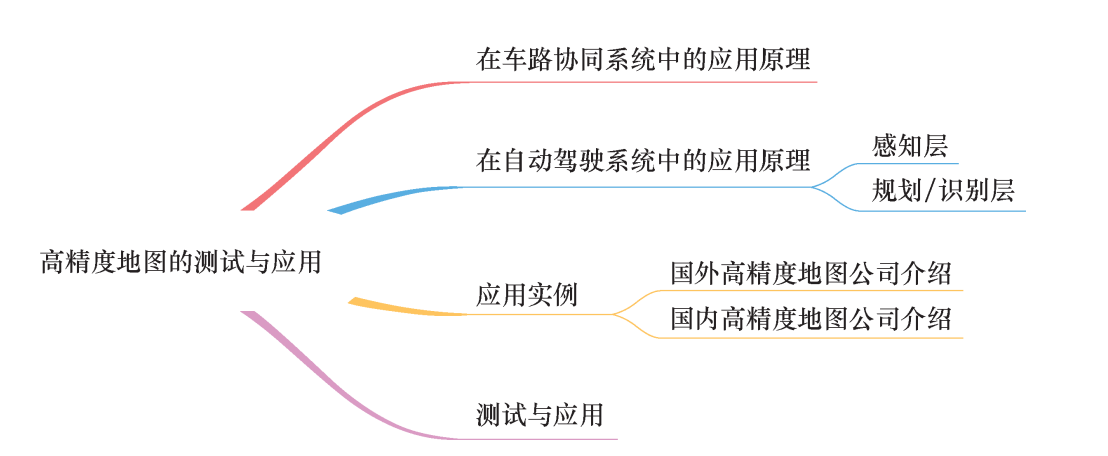 在车路协同系统中的应用原理
在自动驾驶系统中的应用原理
感知层
规划/识别层
高精度地图的测试与应用
应用实例
国外高精度地图公司介绍
国内高精度地图公司介绍
测试与应用